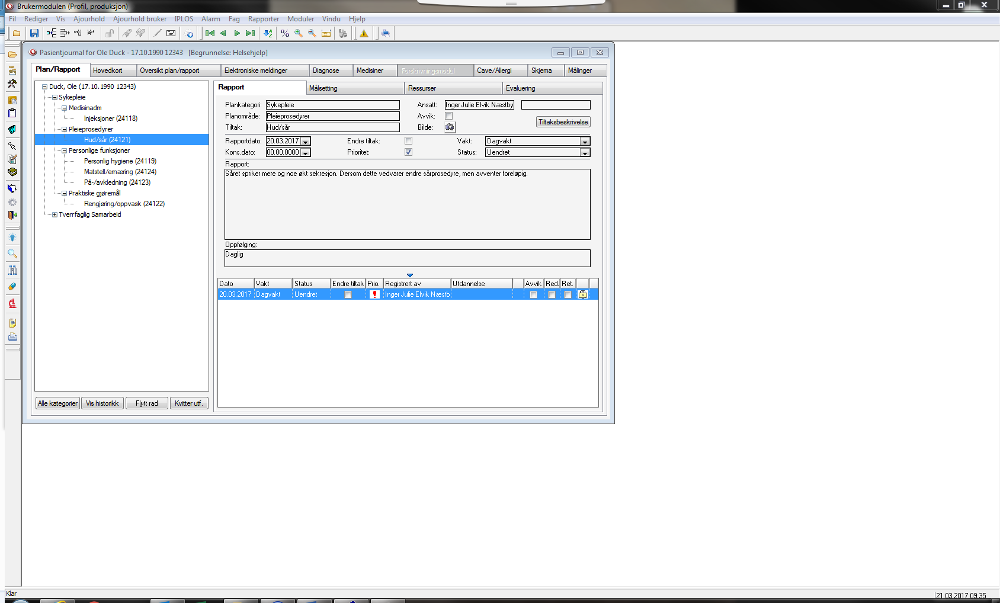 Brukermodulen (Profil, produksjon)
Fil Rediger Vis Ajourhold Ajourhold bruker IPLOS Alarm Fag Rapporter Moduler Vindu Hjelp
Pasientjournal for Ole Duck - 17.10.1990 12343 [Begrunnelse: Helsehjelp]
Plan/Rapport Hovedkort Oversikt plan/rapport Elektroniske meldinger Diagnose Medisiner Forskrivningsmodul Cave/Allergi Skjema Målinger
Duck, Ole (17.10.1990 12343)
Sykepleie
Medisinadm
Injeksjoner (24118)
Pleieprosedyrer
Hud/sår (24121)
Personlige funksjoner
Personlig hygiene (24119)
Matstell/ernæring (24124)
På-/avkledning (24123)
Praktiske gjøremål
Rengjøring/oppvask (24122)
Tverrfaglig Samarbeid
Alle kategorier Vis historikk Flytt rad Kvitter utf.
Rapport Målsetting Ressurser Evaluering
Plankategori: Sykepleie Ansatt: Inger Julie Elvik Næstby
Planområde: Pleieprosedyrer Avvik:
Tiltak: Hud/sår Bilde: Tiltaksbeskrivelse
Rapportdato: 20.03.2017 Endre tiltak: Vakt: Dagvakt
Kons.dato: 00.00.0000 Prioritet: Status: Uendret
Rapport:
Såret spriker mere og noe økt sekresjon. Dersom dette vedvarer endre sårprosedyre, men avventer foreløpig.
Oppfølging:
Daglig
Dato Vakt Status Endre tiltak Prio. Registrert av Utdannelse Avvik Red. Ret.
20.03.2017 Dagvakt Uendret Inger Julie Elvik Næstb
Klar 21.03.2017 09:35